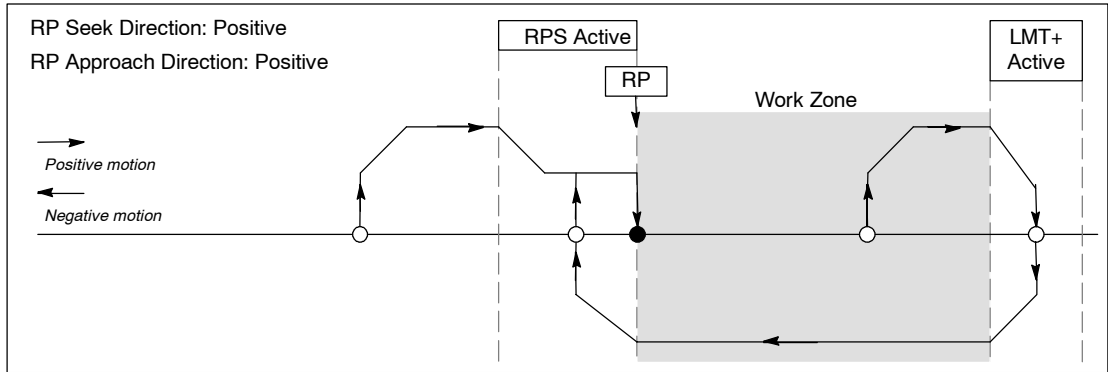 RP Seek Direction: Positive
RP Approach Direction: Positive
RPS Active
RP
LMT+
Active
Work Zone
Positive motion
Negative motion